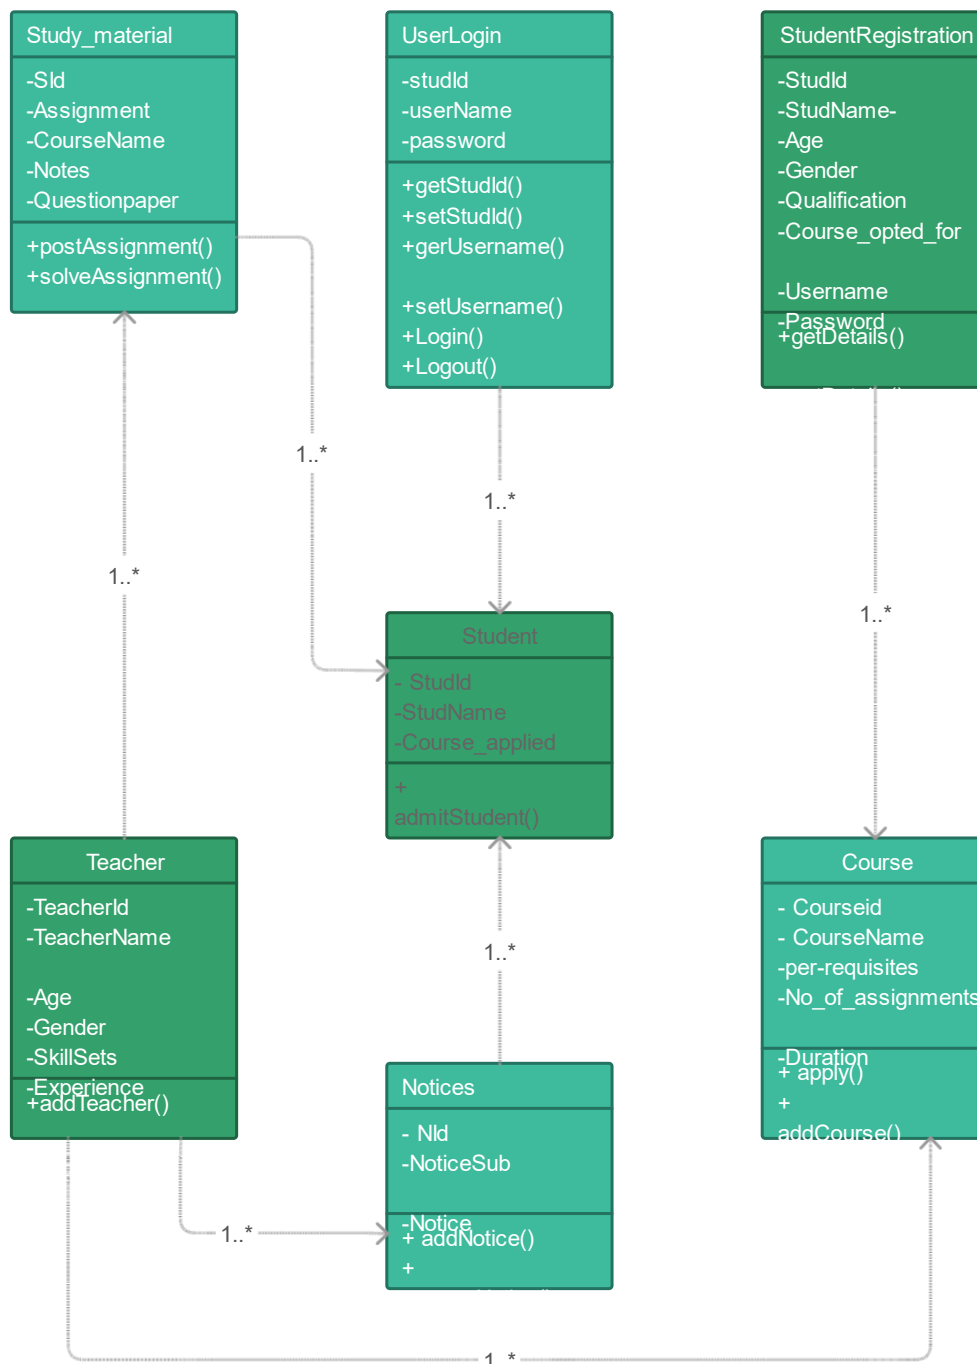 Study_material
-SId
-Assignment
-CourseName
-Notes
-Questionpaper
+postAssignment()
+solveAssignment()
UserLogin
-studId
-userName
-password
+getStudId()
+setStudId()
+gerUsername()
+setUsername()
+Login()
+Logout()
StudentRegistration
-StudId
-StudName-
-Age
-Gender
-Qualification
-Course_opted_for
-Username
-Password
+getDetails()
1..*
1..*
1..*
1..*
Student
- StudId
-StudName
-Course_applied
+
admitStudent()
Teacher
-TeacherId
-TeacherName
-Age
-Gender
-SkillSets
-Experience
+addTeacher()
1..*
Course
- Courseid
- CourseName
-per-requisites
-No_of_assignments
-Duration
+ apply()
+
addCourse()
Notices
- NId
-NoticeSub
-Notice
+ addNotice()
+
1..*
1..*